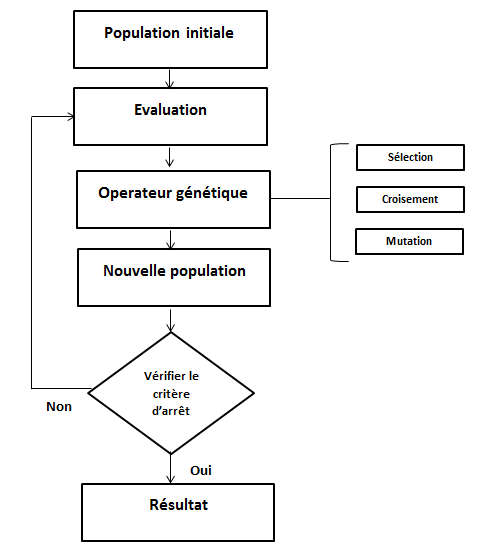 Population initiale
Evaluation
Operateur génétique
Sélection
Croisement
Mutation
Nouvelle population
Vérifier le
critère
d'arrêt
Non
Oui
Résultat